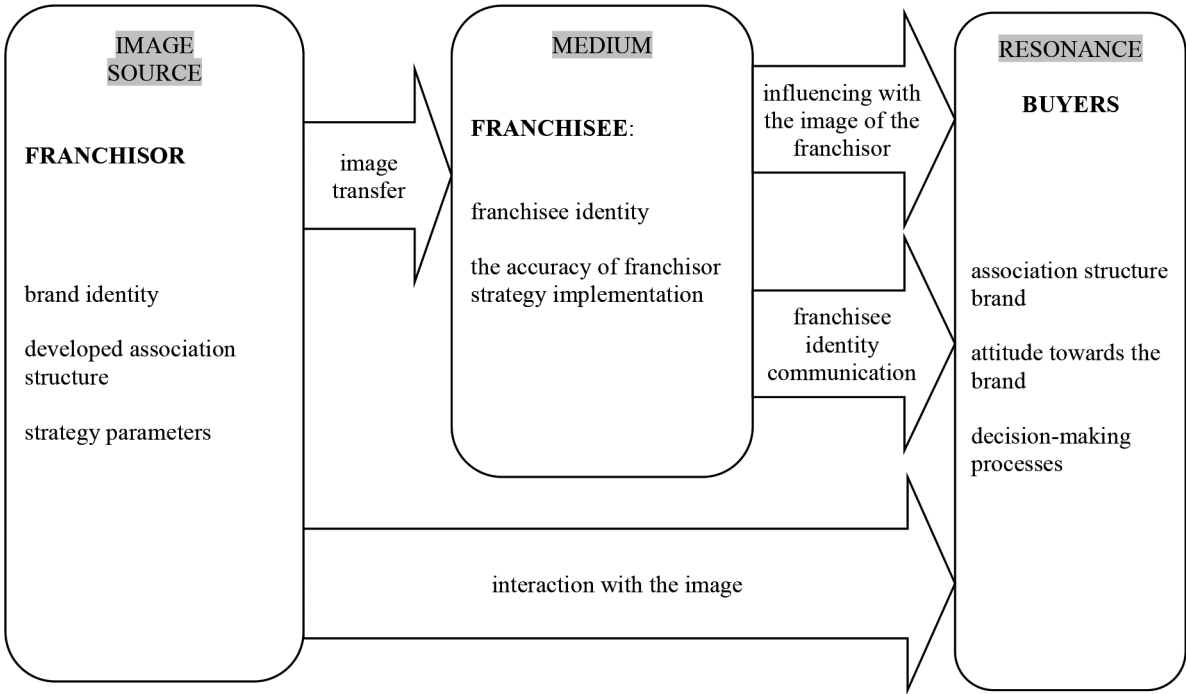 IMAGE
SOURCE
FRANCHISOR
brand identity
developed association
structure
strategy parameters
image
transfer
MEDIUM
FRANCHISEE:
franchisee identity
the accuracy of franchisor
strategy implementation
influencing with
the image of the
franchisor
franchisee
identity
communication
interaction with the image
RESONANCE
BUYERS
association structure
brand
attitude towards the
brand
decision-making
processes